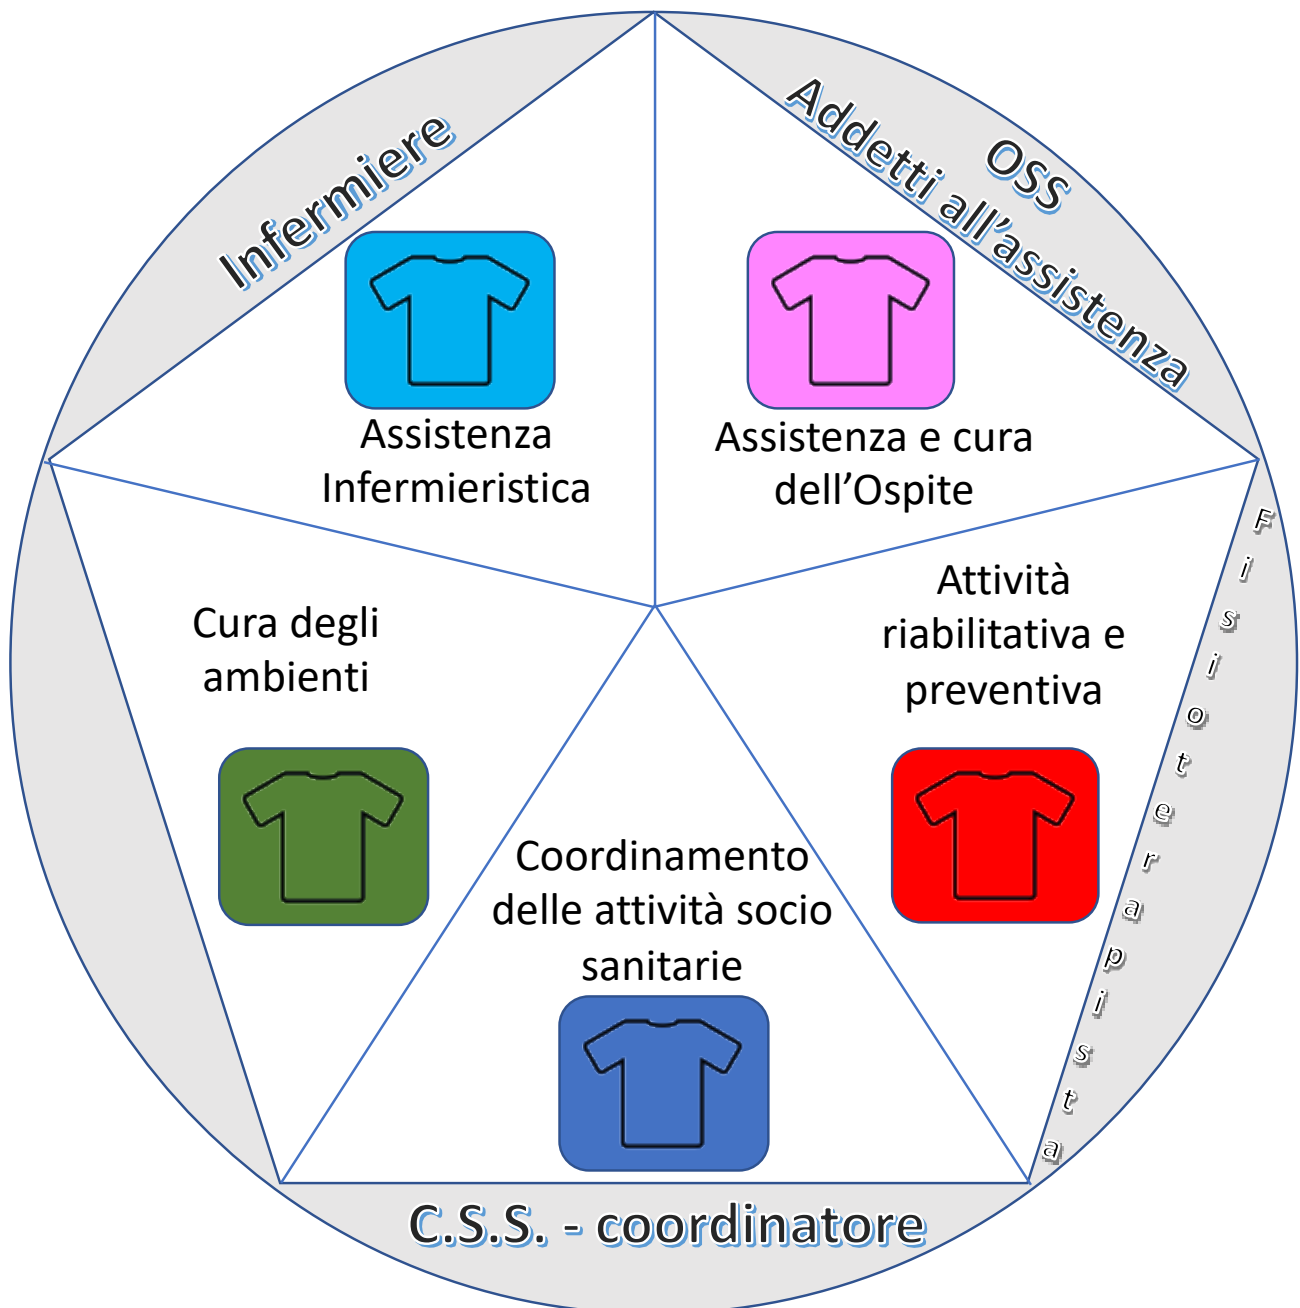 Infermiere
OSS
Addetti all'assistenza
Assistenza
Infermieristica
Assistenza e cura
dell'Ospite
Fisioterapista
Attività
riabilitativa e
preventiva
Cura degli
ambienti
Coordinamento
delle attività socio
sanitarie
C.S.S. - coordinatore